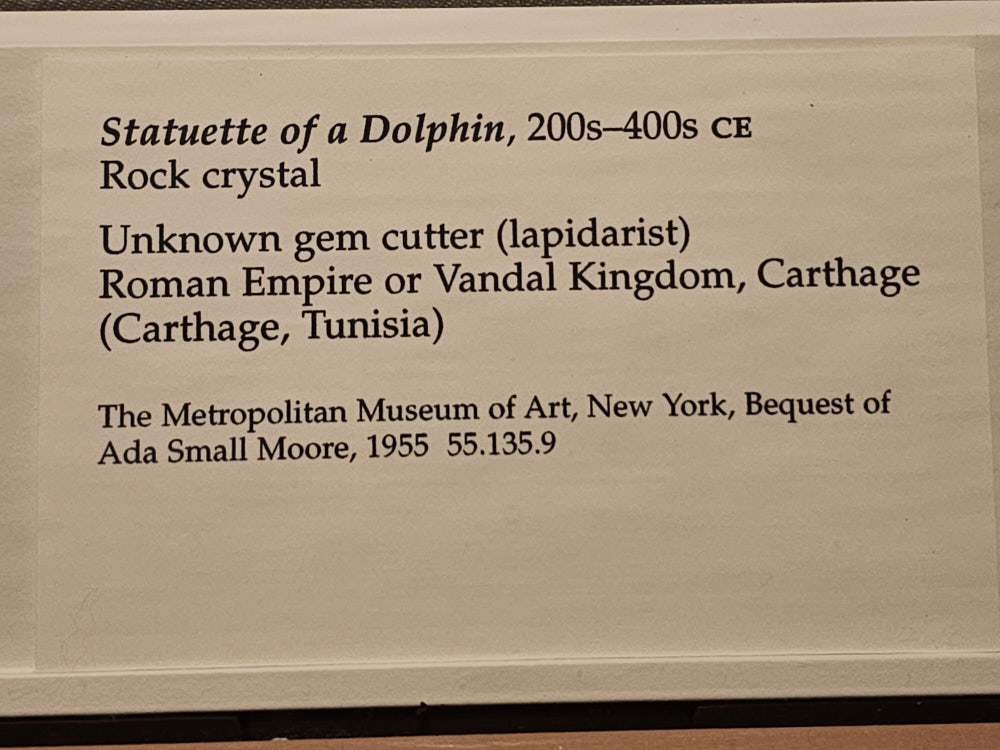 Statuette of a Dolphin, 200s–400s CE
Rock crystal
Unknown gem cutter (lapidarist)
Roman Empire or Vandal Kingdom, Carthage
(Carthage, Tunisia)
The Metropolitan Museum of Art, New York, Bequest of
Ada Small Moore, 1955 55.135.9